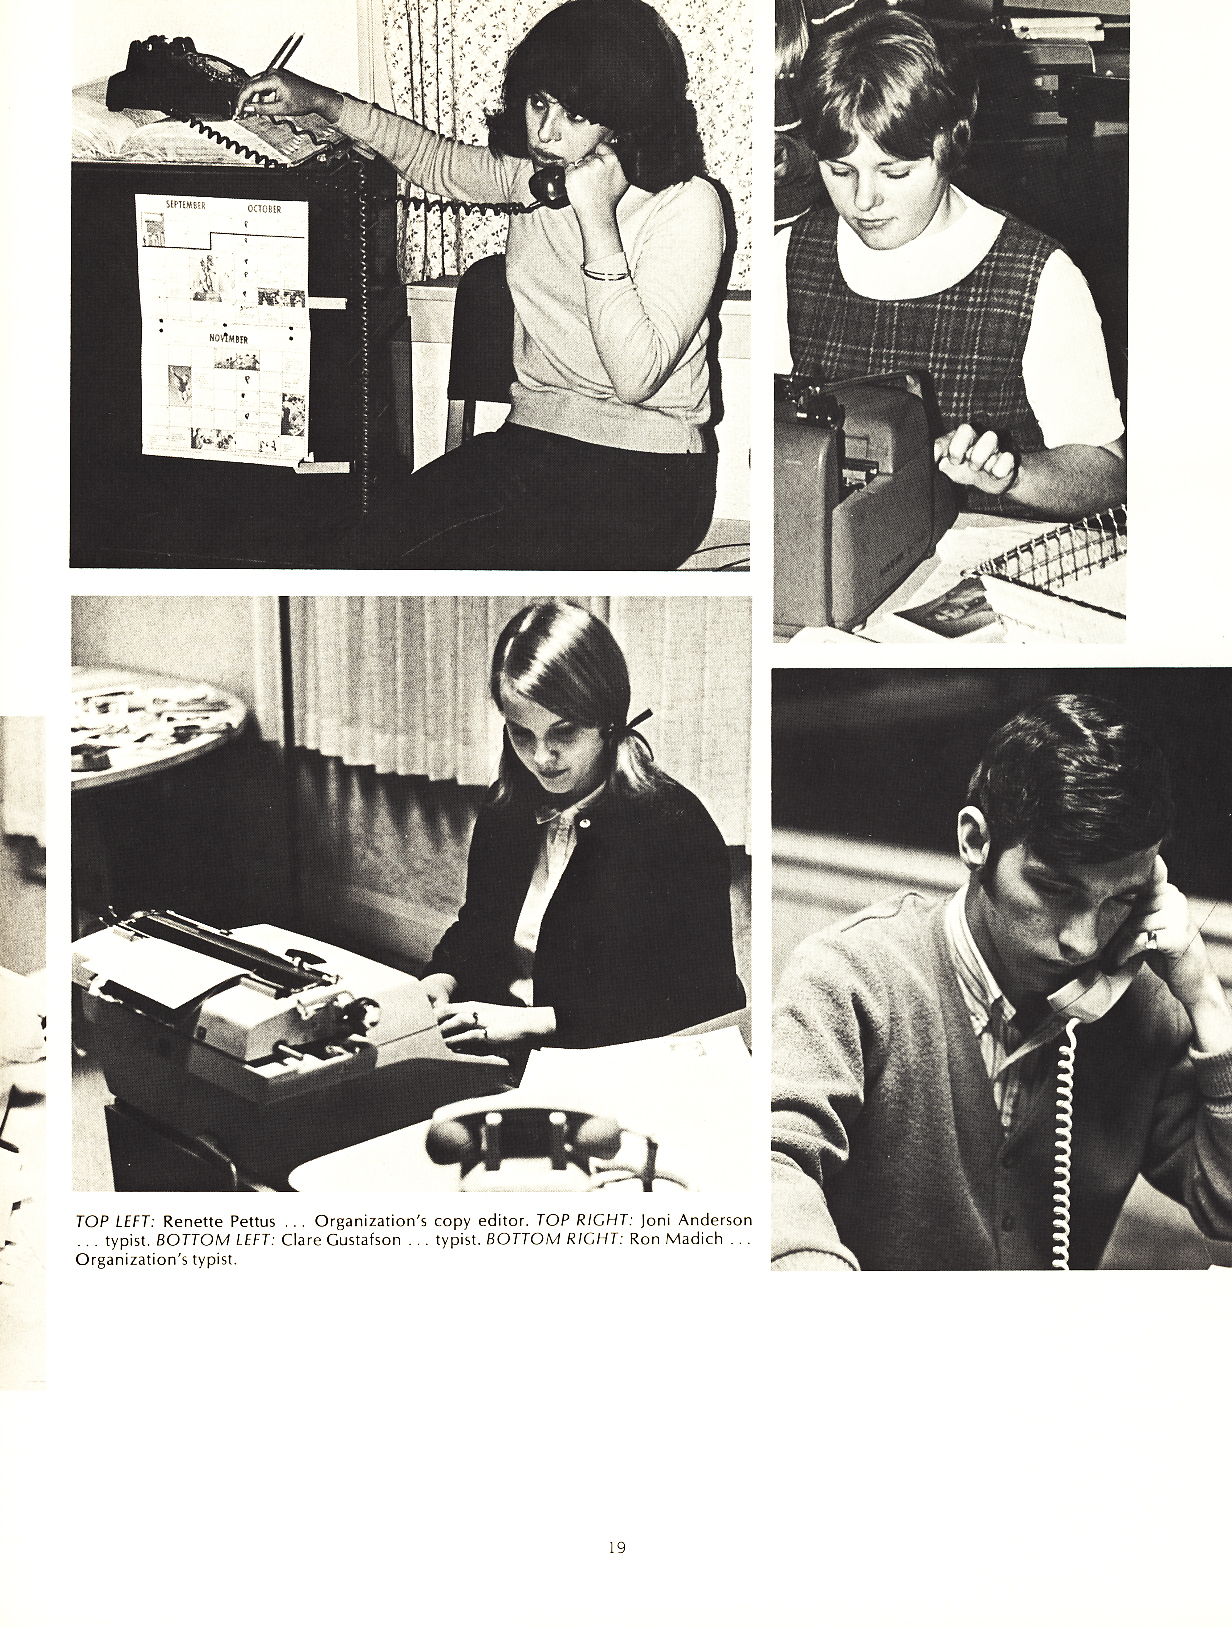 SEPTEMBER OCTOBER
NOVEMBER
TOP LEFT: Renette Pettus ... Organization's copy editor. TOP RIGHT: Joni Anderson
... typist. BOTTOM LEFT: Clare Gustafson ... typist. BOTTOM RIGHT: Ron Madich ...
Organization's typist.
19